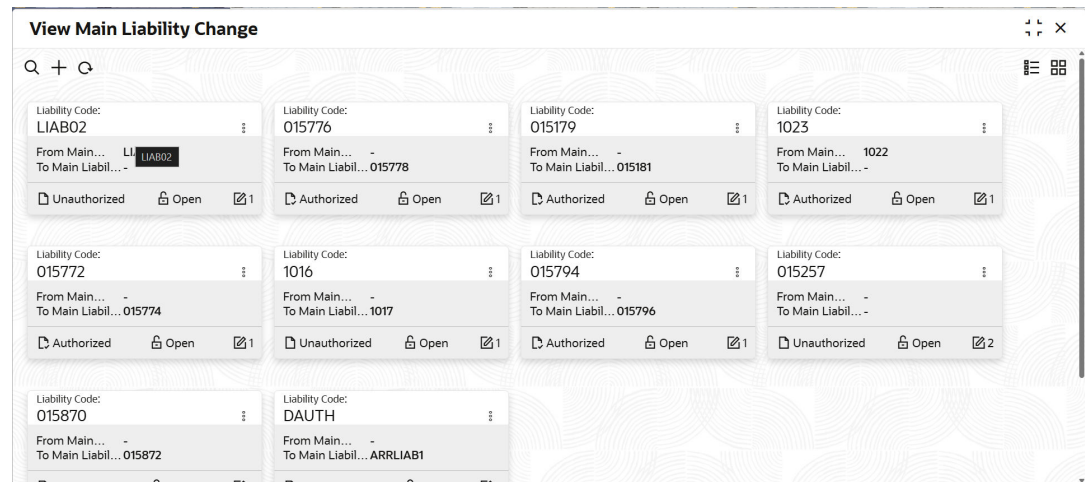 View Main Liability Change
Liability Code:
LIAB02
From Main... LI
LIAB02
To Main Liabil... -
Unauthorized Open 1
Liability Code:
015776
From Main... -
To Main Liabil... 015778
Authorized Open 1
Liability Code:
015179
From Main... -
To Main Liabil... 015181
Authorized Open 1
Liability Code:
1023
From Main... 1022
To Main Liabil... -
Authorized Open 1
Liability Code:
015772
From Main... -
To Main Liabil... 015774
Authorized Open 1
Liability Code:
1016
From Main... -
To Main Liabil... 1017
Unauthorized Open 1
Liability Code:
015794
From Main... -
To Main Liabil... 015796
Authorized Open 1
Liability Code:
015257
From Main... -
To Main Liabil... -
Unauthorized Open 2
Liability Code:
015870
From Main... -
To Main Liabil... 015872
Liability Code:
DAUTH
From Main... -
To Main Liabil... ARRLIAB1